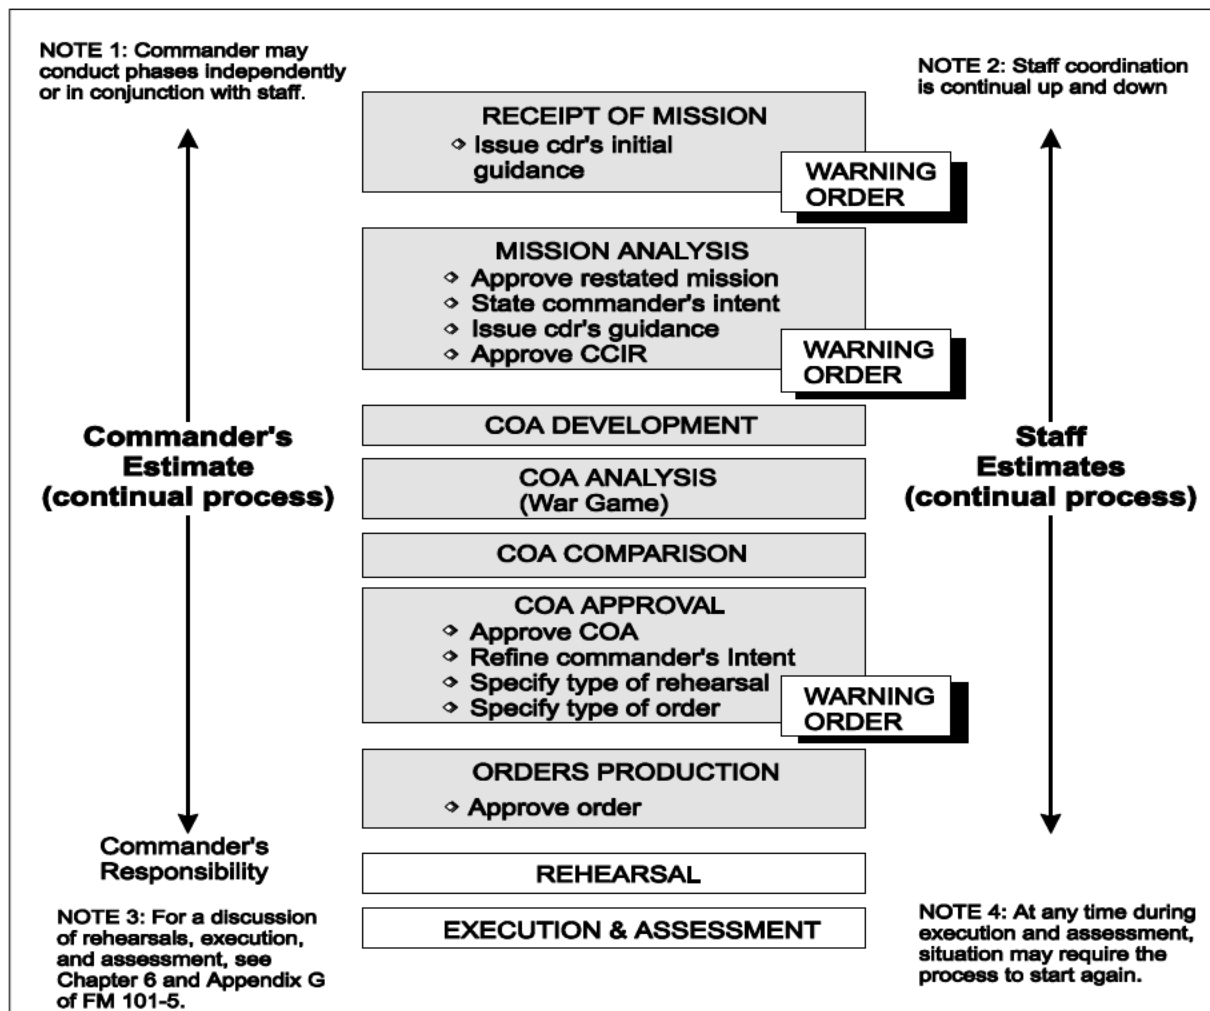 NOTE 1: Commander may
conduct phases independently
or in conjunction with staff.
NOTE 2: Staff coordination
is continual up and down
RECEIPT OF MISSION
Issue cdr's initial
guidance
WARNING
ORDER
MISSION ANALYSIS
Approve restated mission
State commander's intent
Issue cdr's guidance
Approve CCIR
WARNING
ORDER
COA DEVELOPMENT
Commander's
Estimate
(continual process)
Staff
Estimates
(continual process)
COA ANALYSIS
(War Game)
COA COMPARISON
COA APPROVAL
Approve COA
Refine commander's Intent
Specify type of rehearsal
Specify type of order
WARNING
ORDER
ORDERS PRODUCTION
Approve order
Commander's
Responsibility
REHEARSAL
EXECUTION & ASSESSMENT
NOTE 3: For a discussion
of rehearsals, execution,
and assessment, see
Chapter 6 and Appendix G
of FM 101-5.
NOTE 4: At any time during
execution and assessment,
situation may require the
process to start again.